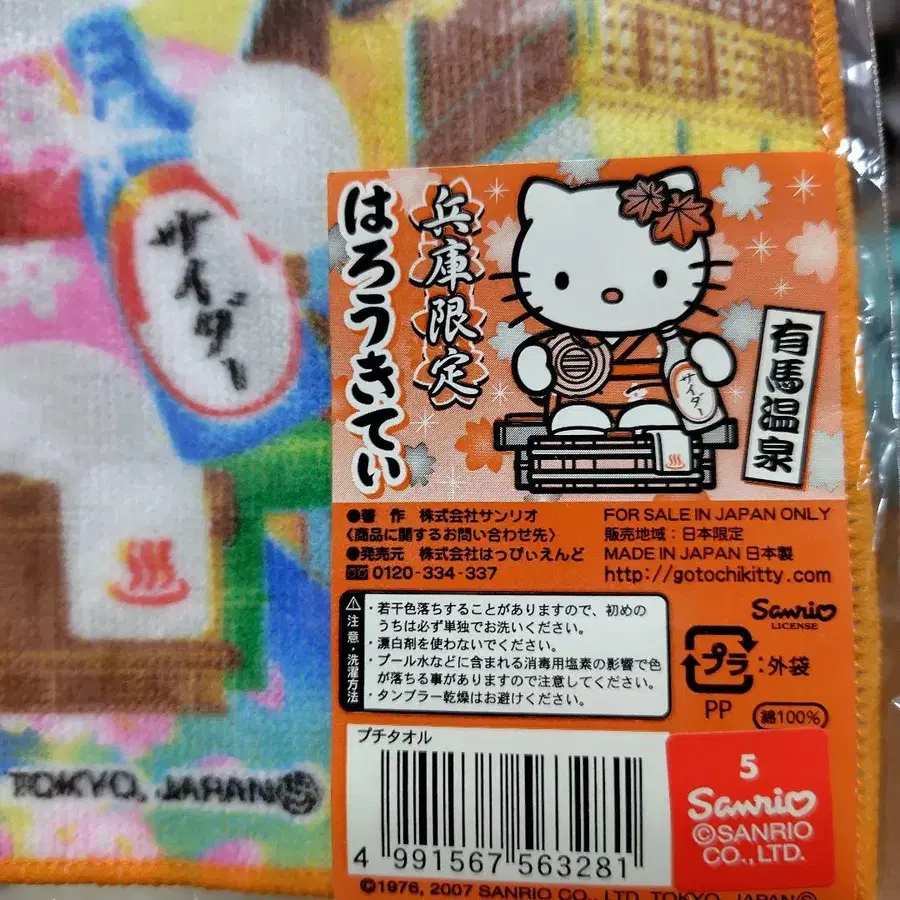 サイダー
TOKYO, JAPAN
兵庫限定
はろうきてぃ
サイダー
有馬温泉
●著 作 株式会社サンリオ
〈商品に関するお問い合わせ先〉
●発売元 株式会社はっぴぃえんど
☎0120-334-337
FOR SALE IN JAPAN ONLY
販売地域：日本限定
MADE IN JAPAN 日本製
http://gotochikitty.com
⚠注意・洗濯方法
・若干色落ちすることがありますので、初めの
うちは必ず単独でお洗いください。
・漂白剤を使わないでください。
・プール水などに含まれる消毒用塩素の影響で色
が落ちる事がありますので注意してください。
・タンブラー乾燥はお避けください。
Sanrio
LICENSE
プラ：外袋
PP
綿100%
プチタオル
4 991567 563281
5
Sanrio
©SANRIO
CO., LTD.
©1976, 2007 SANRIO CO., LTD. TOKYO, JAPAN